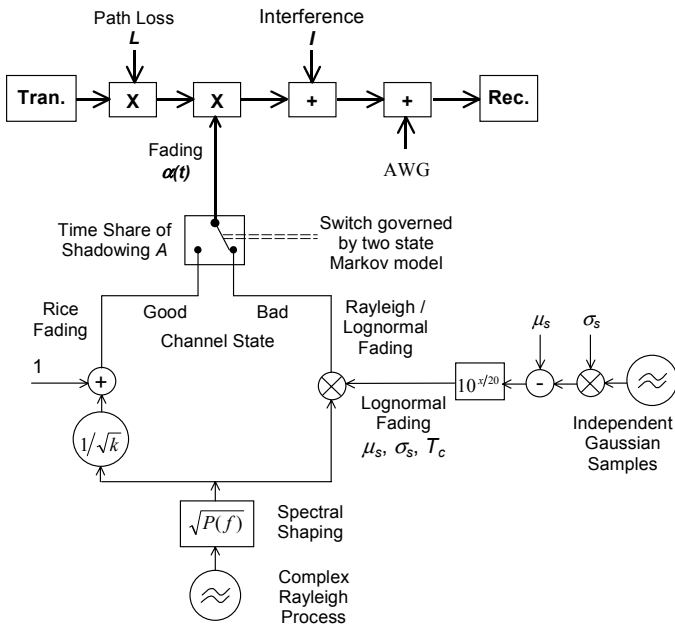 Path Loss
L
Interference
I
Tran.
X
X
+
+
Rec.
Fading
α(t)
AWG
Time Share of
Shadowing A
Switch governed
by two state
Markov model
Rice
Fading
Good
Bad
Channel State
Rayleigh /
Lognormal
Fading
1
+
μs
σs
10^x/20
-
Lognormal
Fading
μs, σs, Tc
Independent
Gaussian
Samples
1/√k
√P(f)
Spectral
Shaping
Complex
Rayleigh
Process